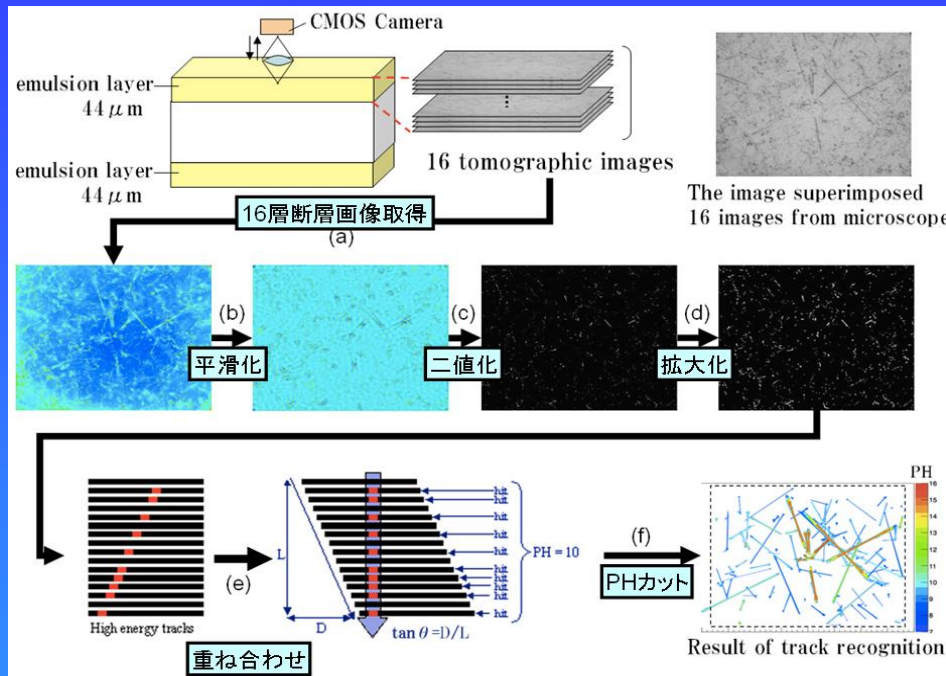 CMOS Camera
emulsion layer
44μm
emulsion layer
44μm
16 tomographic images
The image superimposed
16 images from microscope
16層断層画像取得
(a)
(b)
平滑化
(c)
二値化
(d)
拡大化
High energy tracks
(e)
重ね合わせ
L
D
tan θ=D/L
hit
hit
hit
hit
hit
hit
hit
hit
hit
hit
PH = 10
(f)
PHカット
PH
16
15
14
13
12
11
10
9
8
7
Result of track recognition